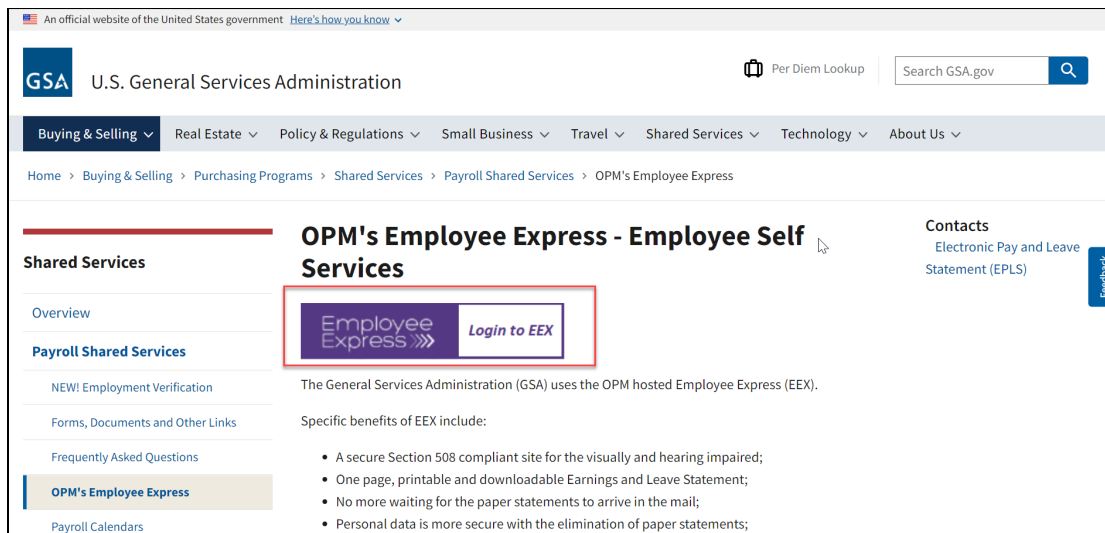 An official website of the United States government Here's how you know
GSA
U.S. General Services Administration
Per Diem Lookup
Search GSA.gov
Buying & Selling Real Estate Policy & Regulations Small Business Travel Shared Services Technology About Us
Home > Buying & Selling > Purchasing Programs > Shared Services > Payroll Shared Services > OPM's Employee Express
Shared Services
Overview
Payroll Shared Services
NEW! Employment Verification
Forms, Documents and Other Links
Frequently Asked Questions
OPM's Employee Express
Payroll Calendars
OPM's Employee Express - Employee Self
Services
Employee
Express
Login to EEX
The General Services Administration (GSA) uses the OPM hosted Employee Express (EEX).
Specific benefits of EEX include:
• A secure Section 508 compliant site for the visually and hearing impaired;
• One page, printable and downloadable Earnings and Leave Statement;
• No more waiting for the paper statements to arrive in the mail;
• Personal data is more secure with the elimination of paper statements;
Contacts
Electronic Pay and Leave
Statement (EPLS)
Feedback